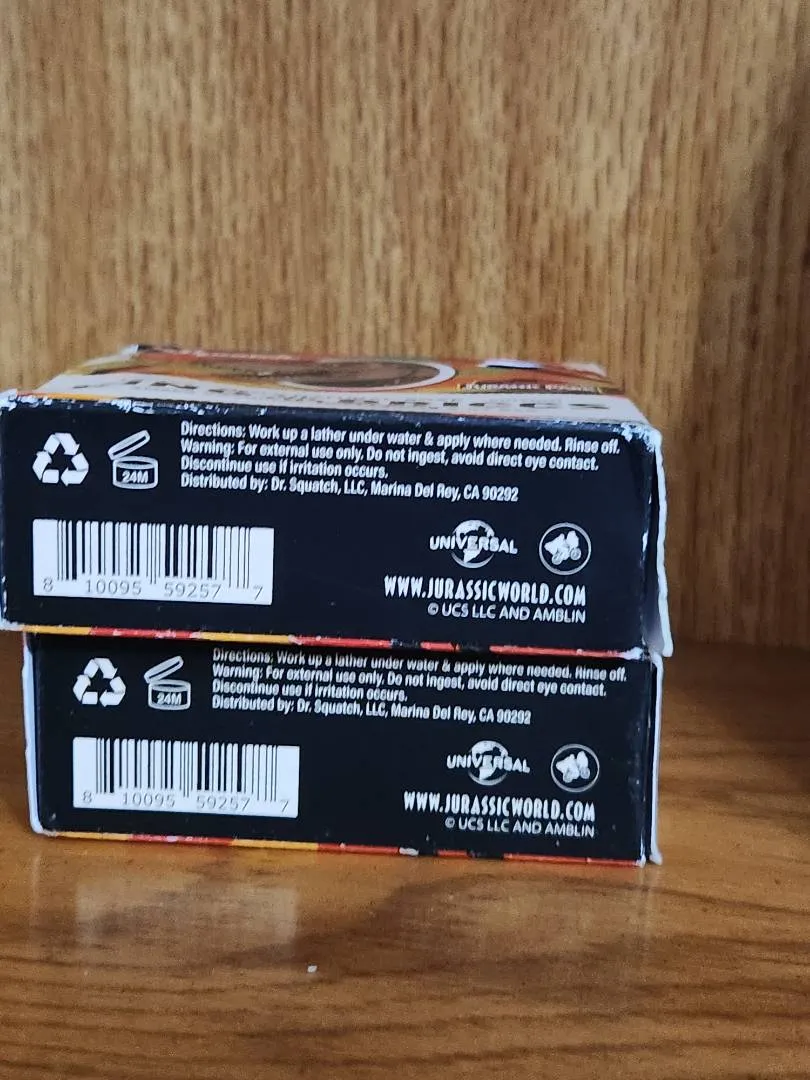 JURASSIC PARK
24M
Directions: Work up a lather under water & apply where needed. Rinse off.
Warning: For external use only. Do not ingest, avoid direct eye contact.
Discontinue use if irritation occurs.
Distributed by: Dr. Squatch, LLC, Marina Del Rey, CA 90292
8 10095 59257 7
UNIVERSAL
WWW.JURASSICWORLD.COM
© UCS LLC AND AMBLIN
24M
Directions: Work up a lather under water & apply where needed. Rinse off.
Warning: For external use only. Do not ingest, avoid direct eye contact.
Discontinue use if irritation occurs.
Distributed by: Dr. Squatch, LLC, Marina Del Rey, CA 90292
8 10095 59257 7
UNIVERSAL
WWW.JURASSICWORLD.COM
© UCS LLC AND AMBLIN